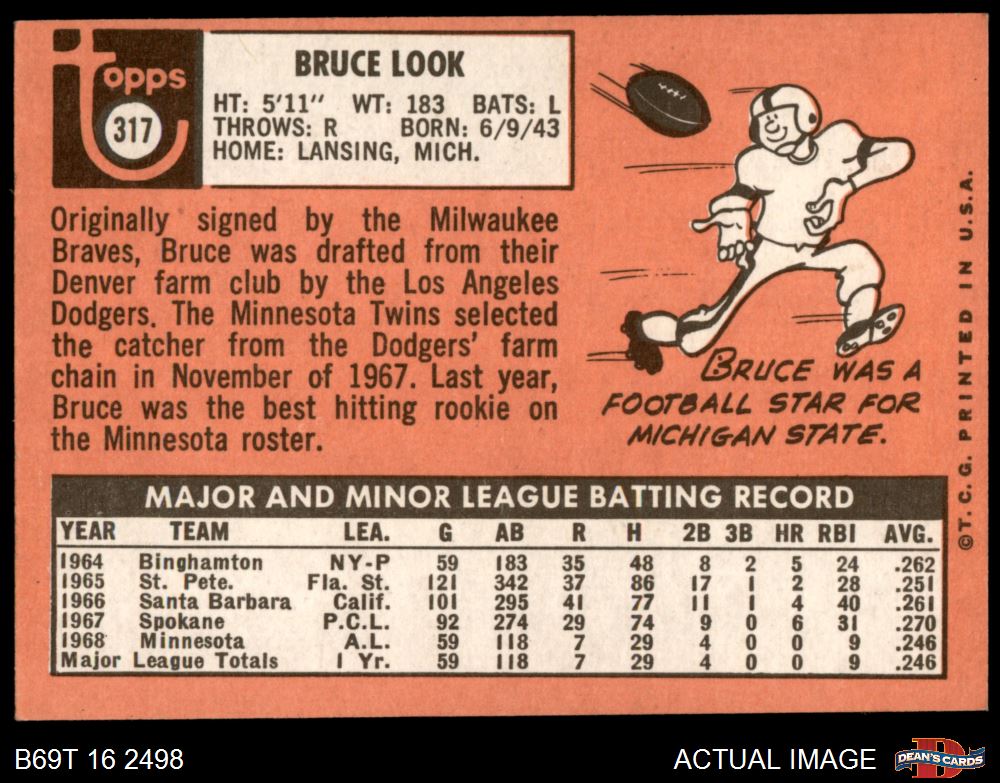 Topps
317
BRUCE LOOK
HT: 5'11" WT: 183 BATS: L
THROWS: R BORN: 6/9/43
HOME: LANSING, MICH.
Originally signed by the Milwaukee
Braves, Bruce was drafted from their
Denver farm club by the Los Angeles
Dodgers. The Minnesota Twins selected
the catcher from the Dodgers' farm
chain in November of 1967. Last year,
Bruce was the best hitting rookie on
the Minnesota roster.
BRUCE WAS A
FOOTBALL STAR FOR
MICHIGAN STATE.
©T.C.G. PRINTED IN U.S.A.
MAJOR AND MINOR LEAGUE BATTING RECORD
YEAR TEAM LEA. G AB R H 2B 3B HR RBI AVG.
1964 Binghamton NY-P 59 183 35 48 8 2 5 24 .262
1965 St. Pete. Fla. St. 121 342 37 86 17 1 2 28 .251
1966 Santa Barbara Calif. 101 295 41 77 11 1 4 40 .261
1967 Spokane P.C.L. 92 274 29 74 9 0 6 31 .270
1968 Minnesota A.L. 59 118 7 29 4 0 0 9 .246
Major League Totals 1 Yr. 59 118 7 29 4 0 0 9 .246
B69T 16 2498
ACTUAL IMAGE
D
DEAN'S CARDS